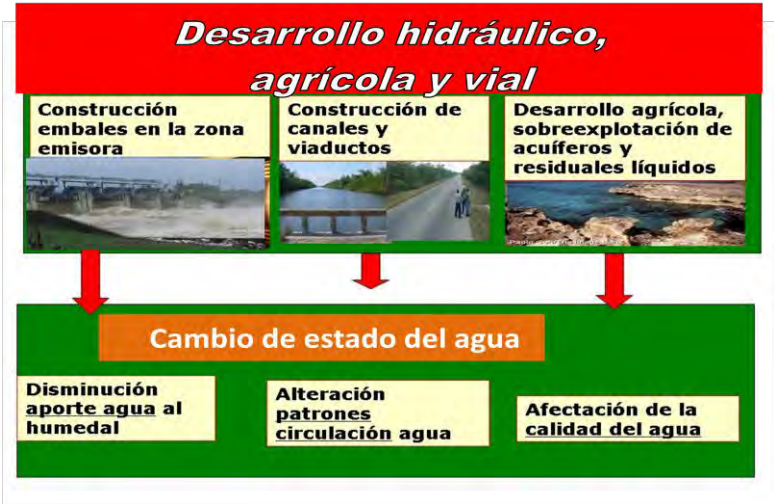 Desarrollo hidráulico,
agrícola y vial
Construcción
embales en la zona
emisora
Construcción de
canales y
viaductos
Desarrollo agrícola,
sobreexplotación de
acuíferos y
residuales líquidos
Cambio de estado del agua
Disminución
aporte agua al
humedal
Alteración
patrones
circulación agua
Afectación de la
calidad del agua